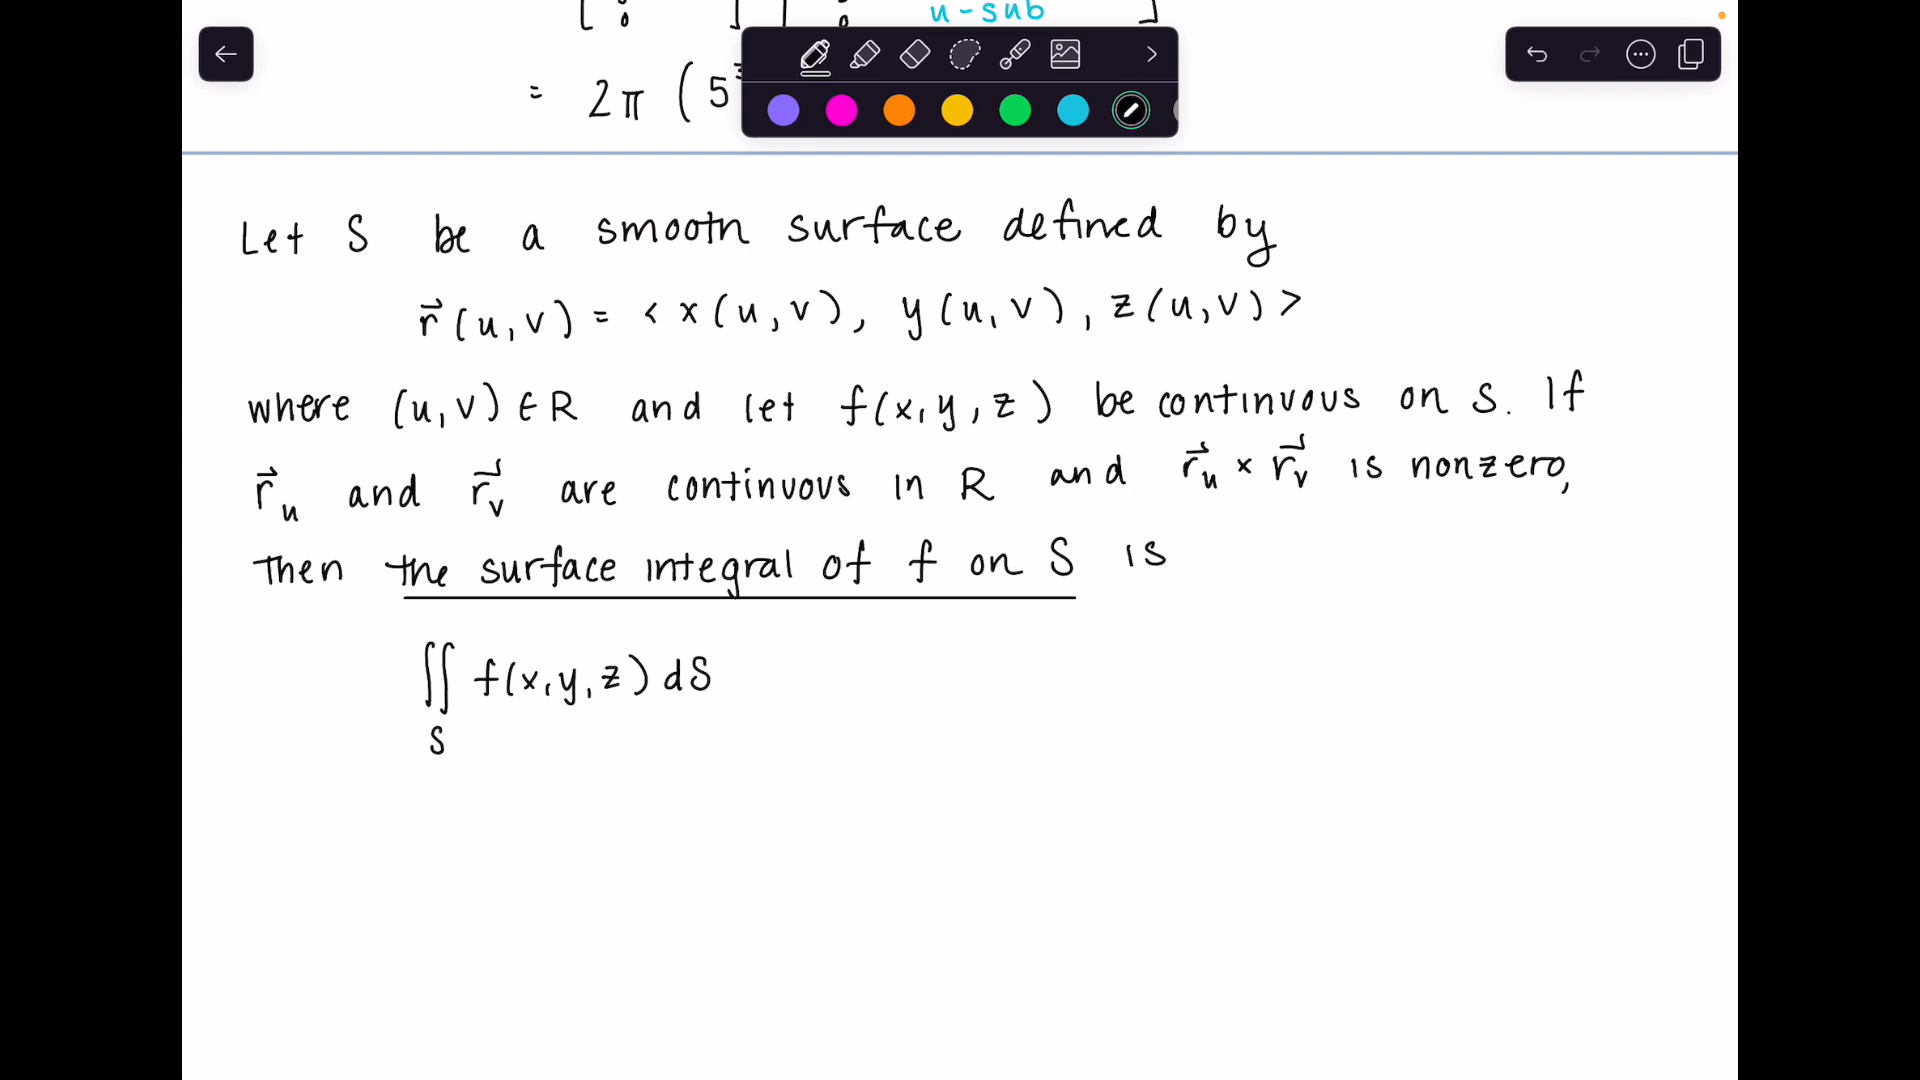 u-sub
= 2π (5³
Let S be a smooth surface defined by
r⃗(u,v) = <x(u,v), y(u,v), z(u,v)>
where (u,v) ∈ R and let f(x,y,z) be continuous on S. If
r⃗ᵤ and r⃗ᵥ are continuous in R and r⃗ᵤ × r⃗ᵥ is nonzero,
Then the surface integral of f on S is
∬ f(x,y,z) dS
S